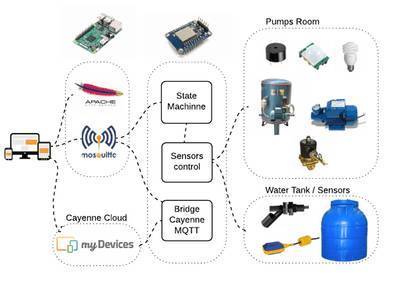 Pumps Room
APACHE
mosquitto
State
Machinne
Sensors
control
Bridge
Cayenne
MQTT
Cayenne Cloud
myDevices
Water Tank / Sensors